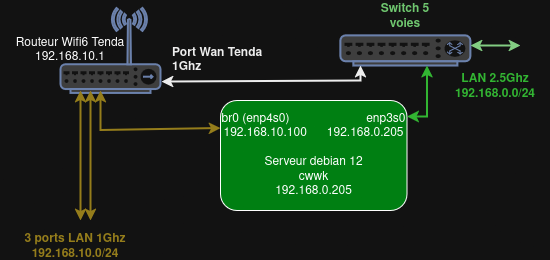 Switch 5
voies
Routeur Wifi6 Tenda
192.168.10.1
Port Wan Tenda
1Ghz
LAN 2.5Ghz
192.168.0.0/24
br0 (enp4s0)
192.168.10.100
enp3s0
192.168.0.205
Serveur debian 12
cwwk
192.168.0.205
3 ports LAN 1Ghz
192.168.10.0/24